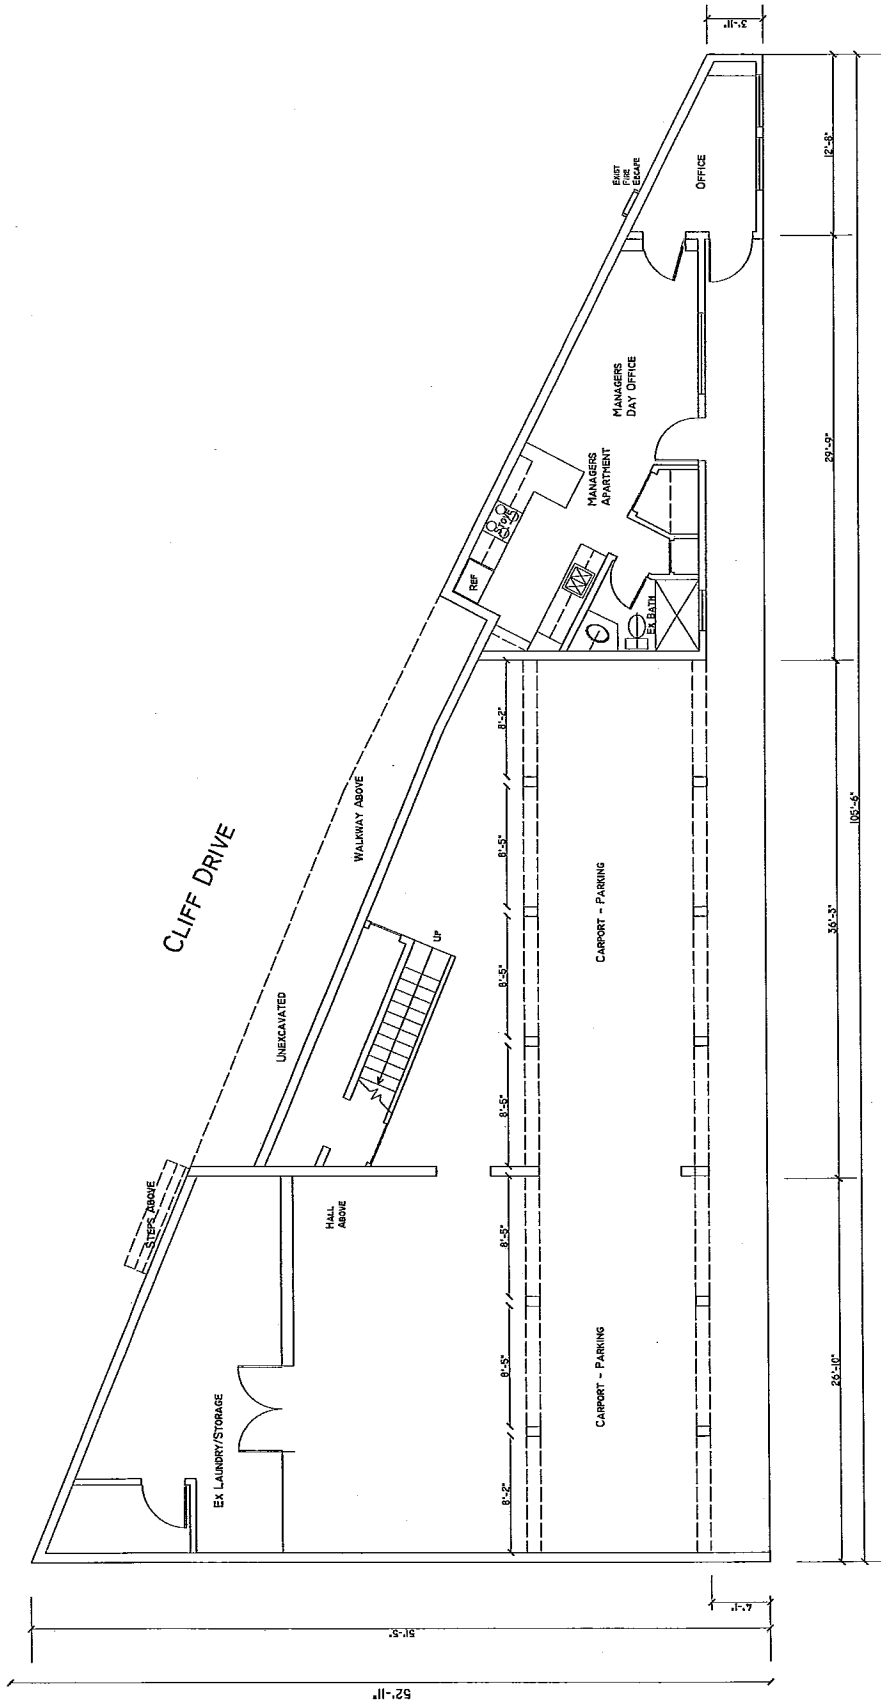 CLIFF DRIVE
STEPS ABOVE
UNEXCAVATED
WALKWAY ABOVE
UP
HALL
ABOVE
EX LAUNDRY/STORAGE
CARPORT - PARKING
CARPORT - PARKING
REF
STOVE
EX BATH
MANAGERS
APARTMENT
MANAGERS
DAY OFFICE
EXIST
FIRE
ESCAPE
OFFICE
8'-2"
8'-5"
8'-5"
8'-5"
8'-5"
8'-5"
8'-2"
26'-10"
36'-3"
29'-9"
12'-8"
105'-6"
3'-11"
4'-1"
51'-5"
52'-11"